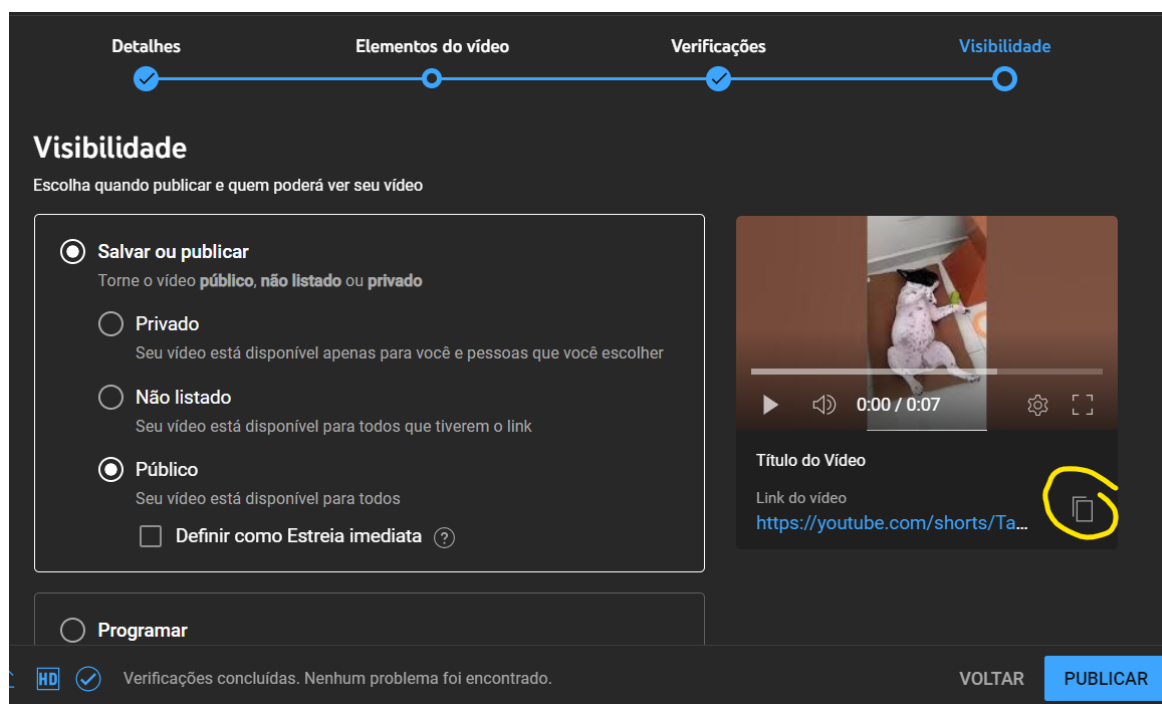 Detalhes
Elementos do vídeo
Verificações
Visibilidade
Visibilidade
Escolha quando publicar e quem poderá ver seu vídeo
Salvar ou publicar
Torne o vídeo público, não listado ou privado
Privado
Seu vídeo está disponível apenas para você e pessoas que você escolher
Não listado
Seu vídeo está disponível para todos que tiverem o link
Público
Seu vídeo está disponível para todos
Definir como Estreia imediata ?
Programar
0:00 / 0:07
Título do Vídeo
Link do vídeo
https://youtube.com/shorts/Ta...
HD
Verificações concluídas. Nenhum problema foi encontrado.
VOLTAR
PUBLICAR